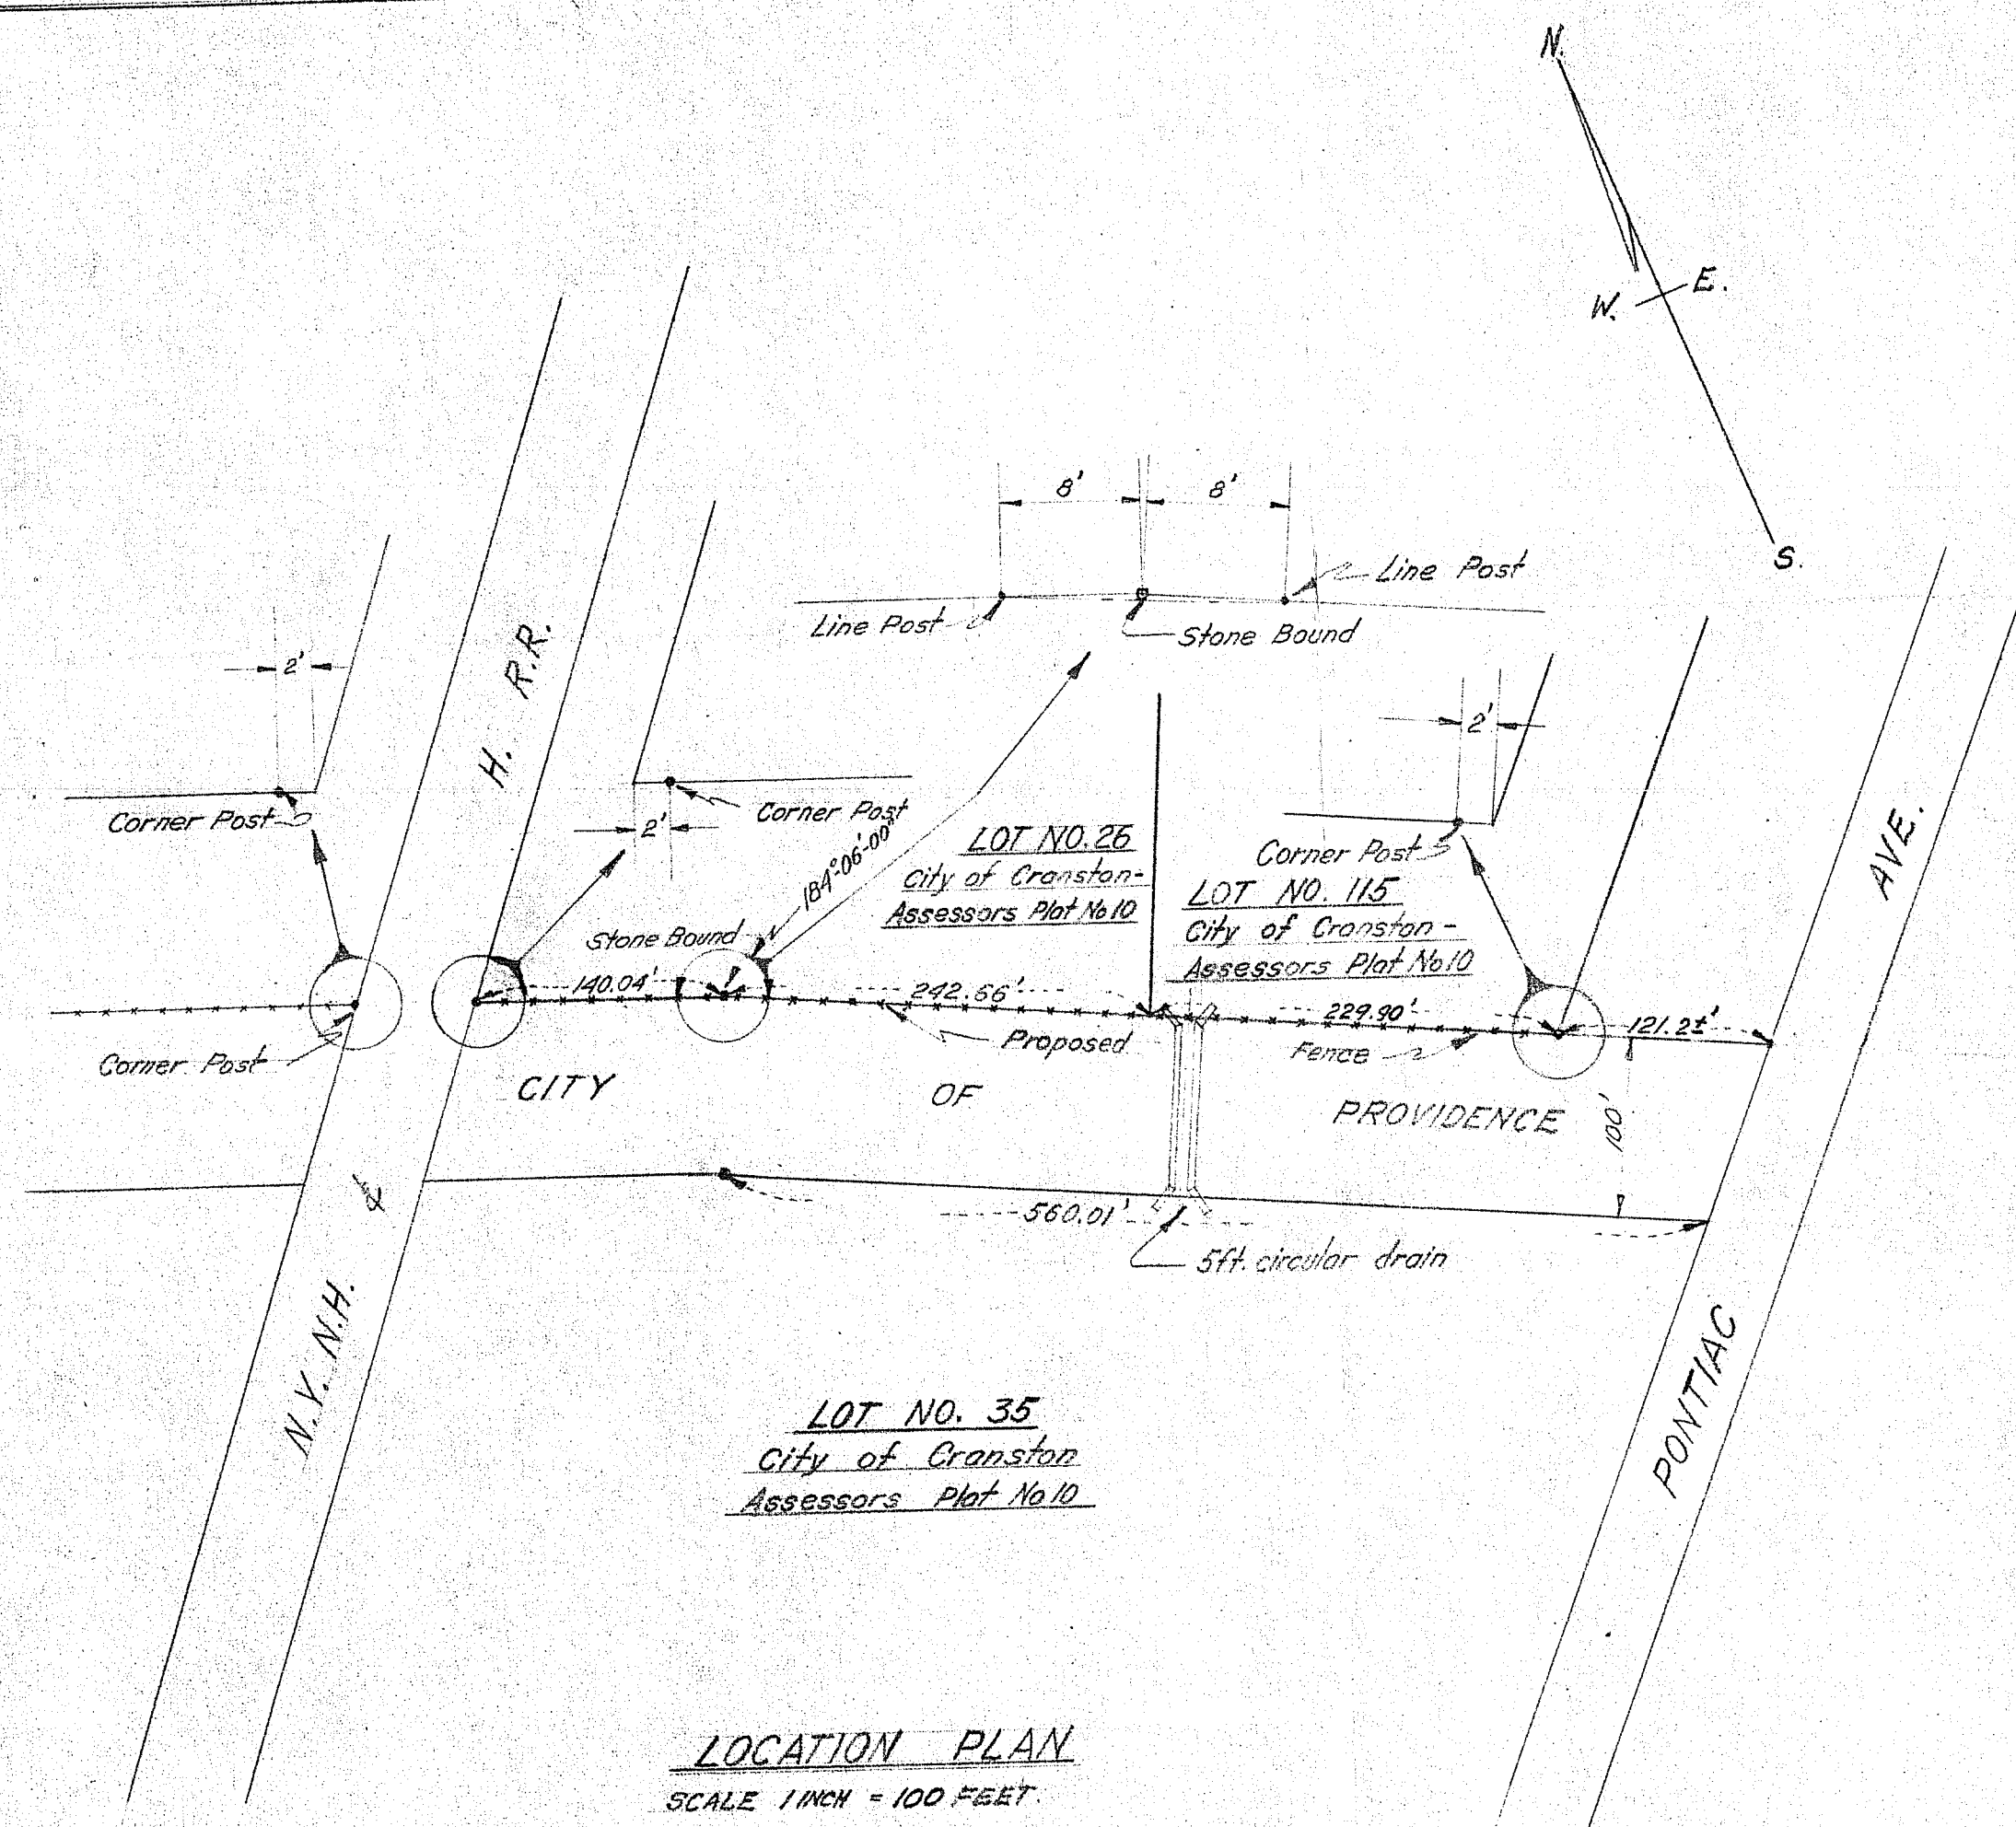 N.
W.
E.
S.
8'
8'
Line Post
Line Post
Stone Bound
2'
2'
2'
H. R.R.
Corner Post
Corner Post
Corner Post
184°-06'-00"
LOT NO. 26
City of Cranston-
Assessors Plat No 10
LOT NO. 115
City of Cranston-
Assessors Plat No 10
AVE.
Stone Bound
140.04'
242.66'
229.90'
121.2±'
Proposed
Fence
Corner Post
CITY OF PROVIDENCE
100'
&
560.01'
5ft. circular drain
N.Y. N.H.
PONTIAC
LOT NO. 35
City of Cranston
Assessors Plat No 10
LOCATION PLAN
SCALE 1 INCH = 100 FEET.